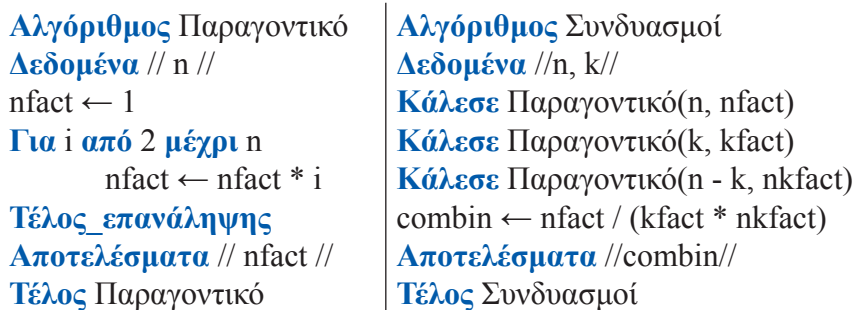 Αλγόριθμος Παραγοντικό
Δεδομένα // n //
nfact ← 1
Για i από 2 μέχρι n
nfact ← nfact * i
Τέλος_επανάληψης
Αποτελέσματα // nfact //
Τέλος Παραγοντικό
Αλγόριθμος Συνδυασμοί
Δεδομένα //n, k//
Κάλεσε Παραγοντικό(n, nfact)
Κάλεσε Παραγοντικό(k, kfact)
Κάλεσε Παραγοντικό(n - k, nkfact)
combin ← nfact / (kfact * nkfact)
Αποτελέσματα //combin//
Τέλος Συνδυασμοί